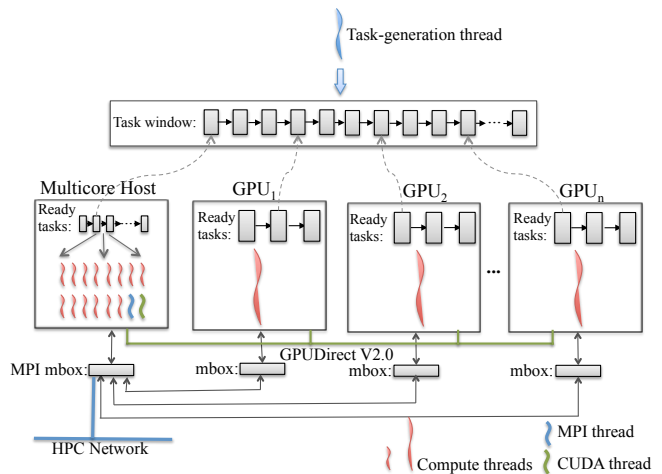 Task-generation thread
Task window:
Multicore Host
GPU1
GPU2
GPUn
Ready
tasks:
Ready
tasks:
Ready
tasks:
...
Ready
tasks:
GPUDirect V2.0
MPI mbox:
mbox:
mbox:
mbox:
HPC Network
Compute threads
MPI thread
CUDA thread